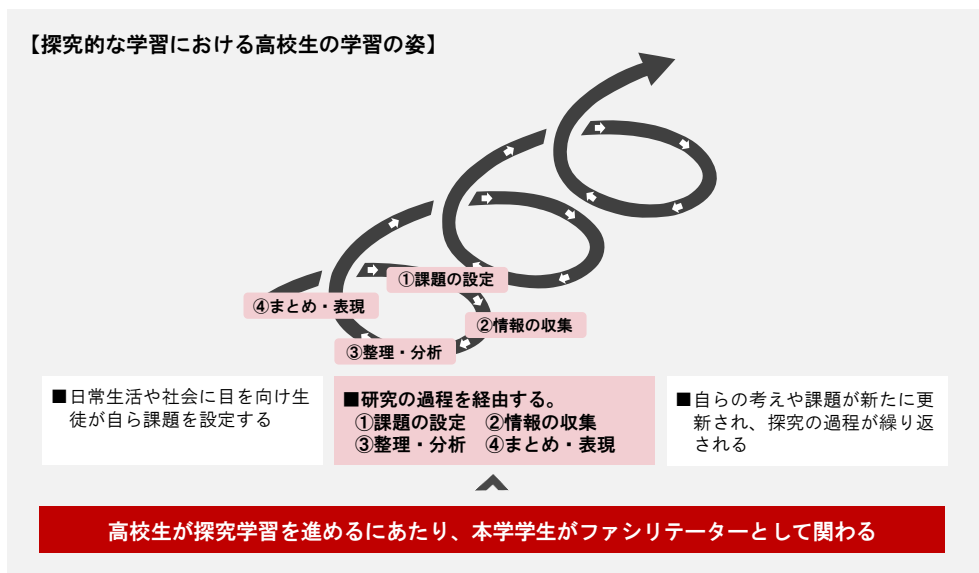 【探究的な学習における高校生の学習の姿】
①課題の設定
④まとめ・表現
②情報の収集
③整理・分析
■日常生活や社会に目を向け生
徒が自ら課題を設定する
■研究の過程を経由する。
①課題の設定　②情報の収集
③整理・分析　④まとめ・表現
■自らの考えや課題が新たに更
新され、探究の過程が繰り返
される
高校生が探究学習を進めるにあたり、本学学生がファシリテーターとして関わる